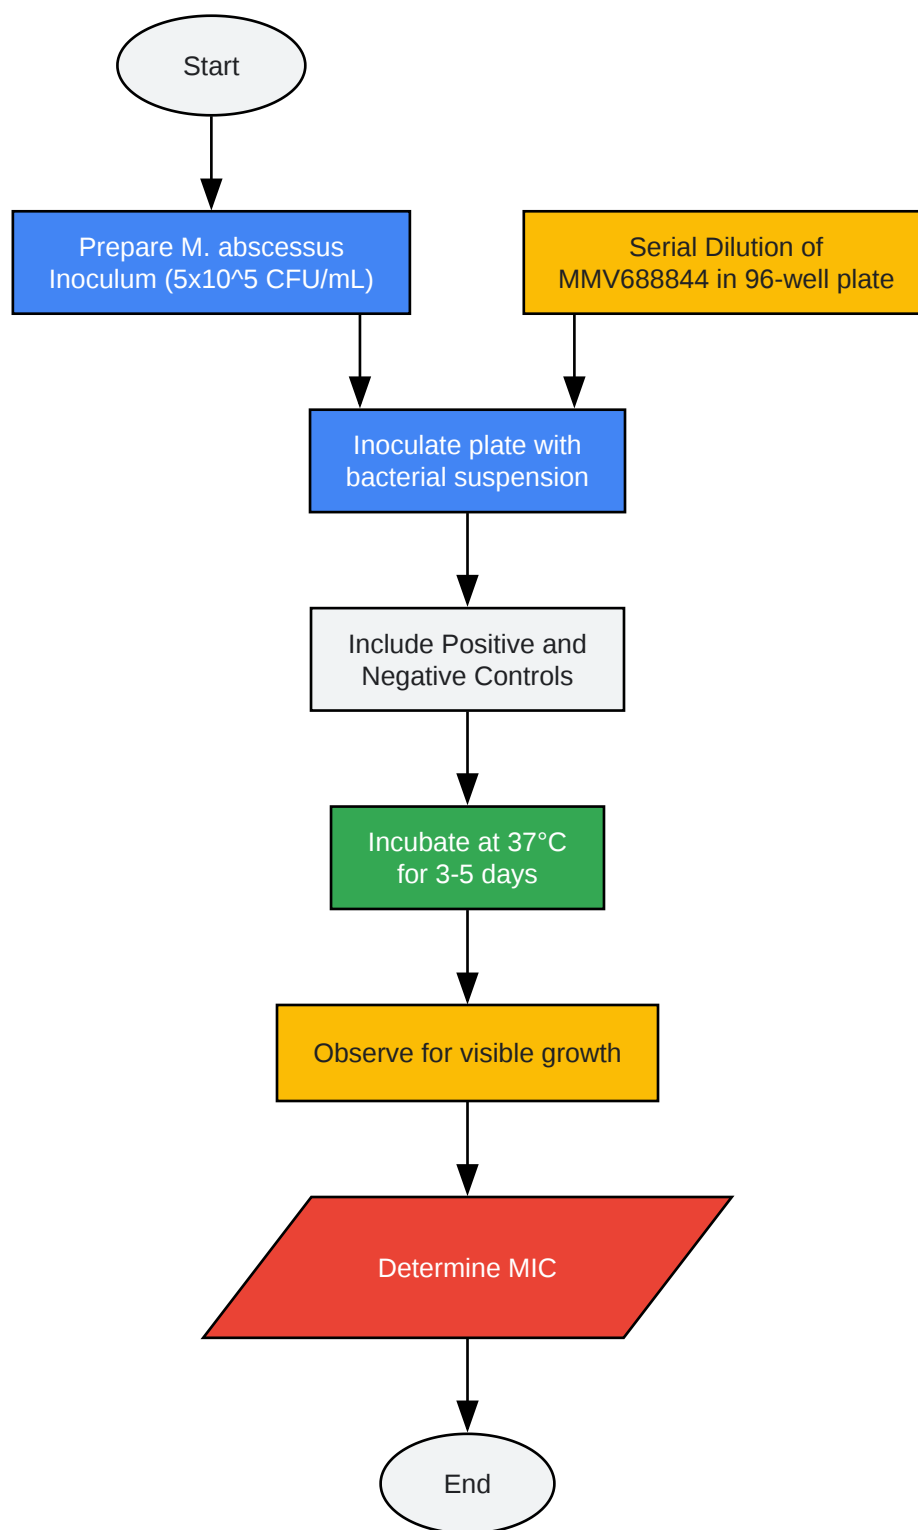 Start
Prepare M. abscessus
Inoculum (5x10^5 CFU/mL)
Serial Dilution of
MMV688844 in 96-well plate
Inoculate plate with
bacterial suspension
Include Positive and
Negative Controls
Incubate at 37°C
for 3-5 days
Observe for visible growth
Determine MIC
End